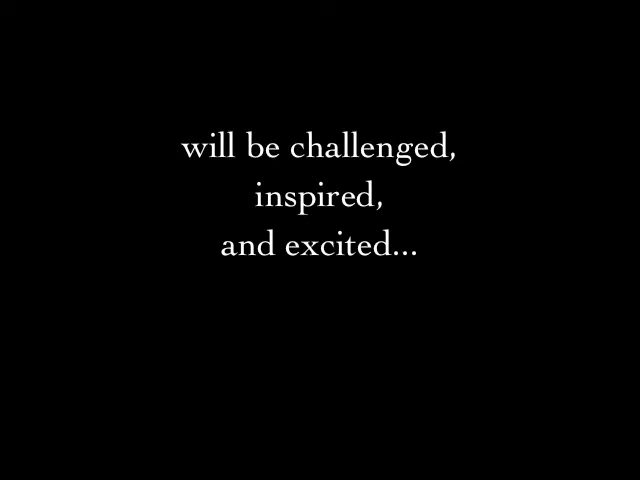 will be challenged,
inspired,
and excited...